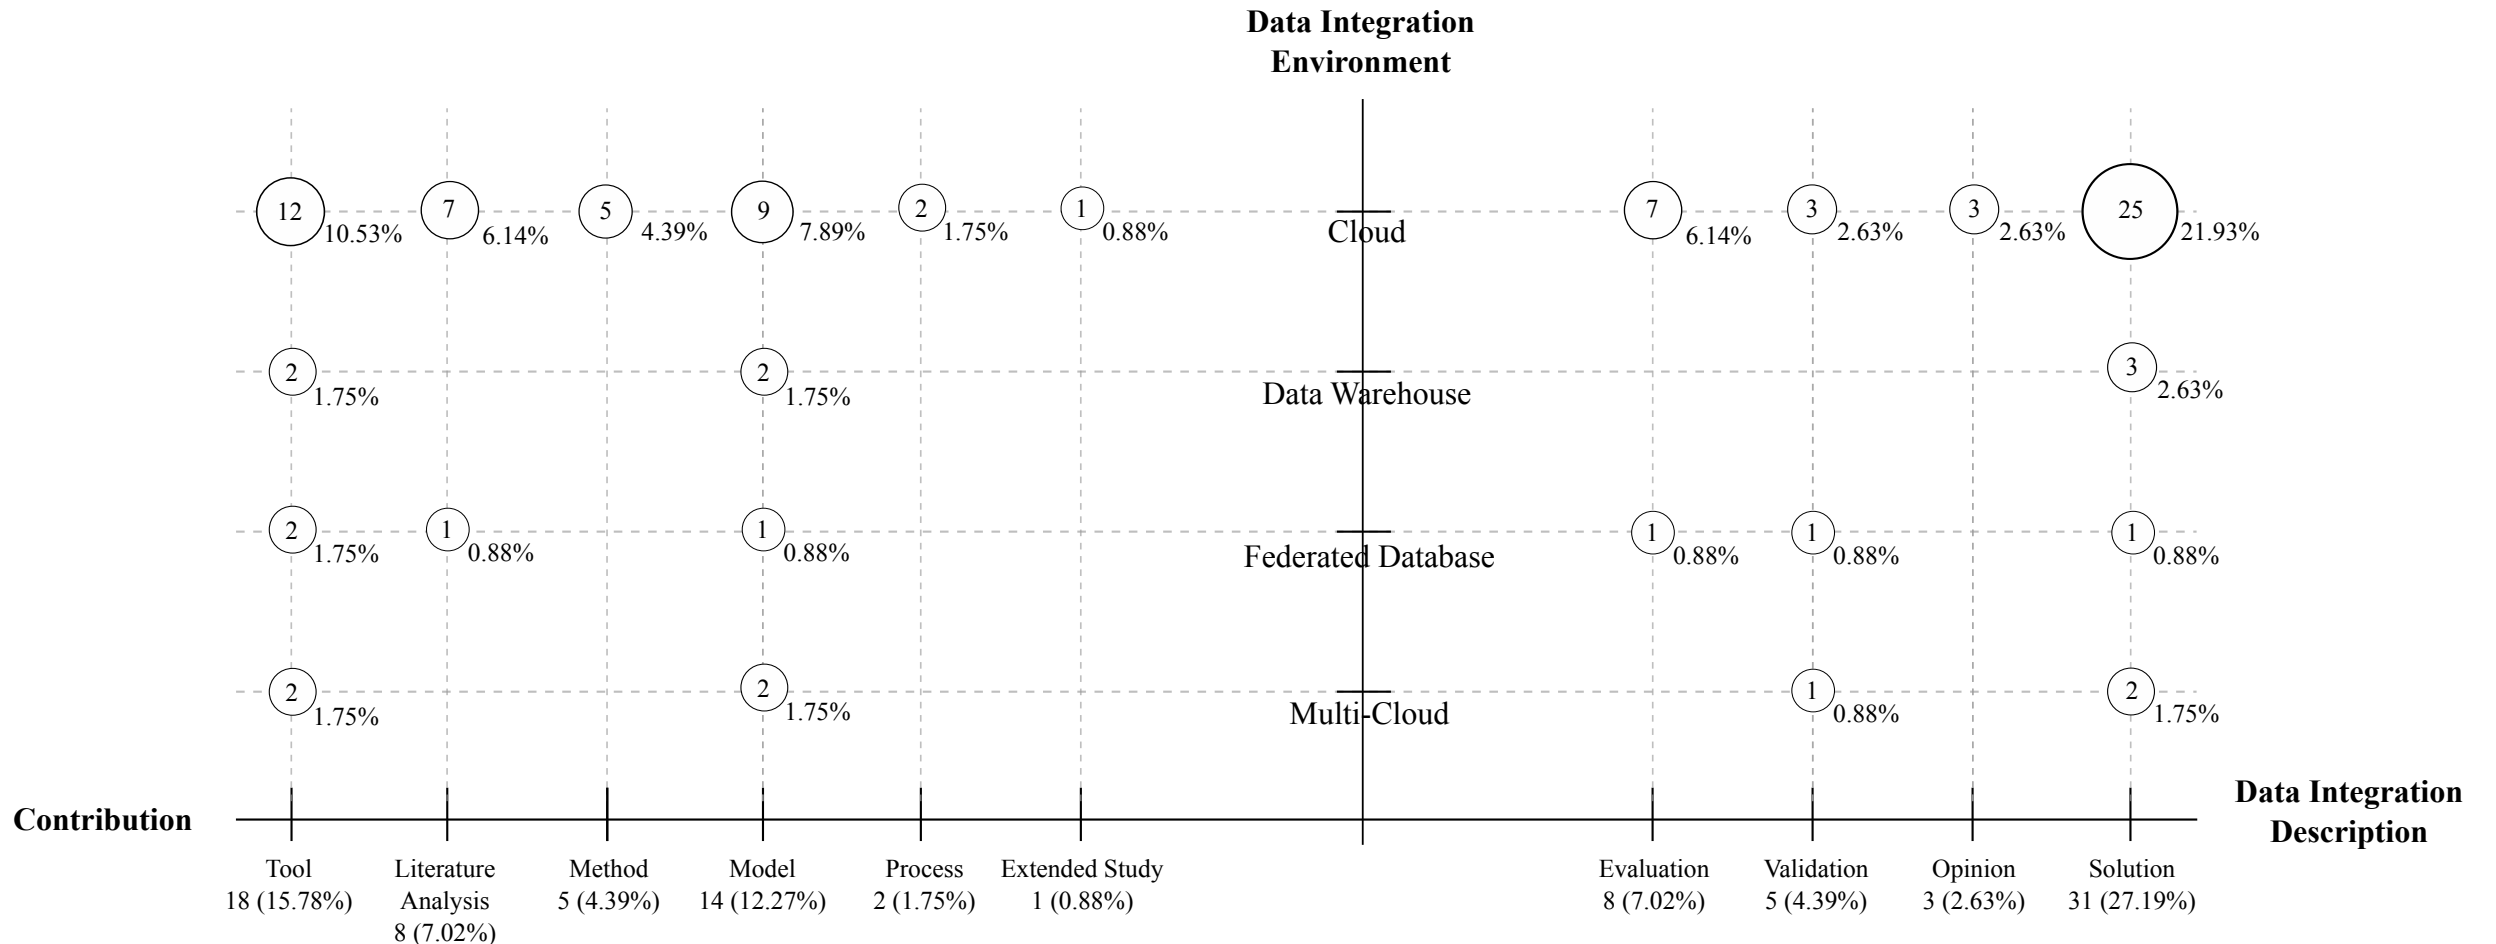 Data Integration
Environment
12
10.53%
7
6.14%
5
4.39%
9
7.89%
2
1.75%
1
0.88%
Cloud
7
6.14%
3
2.63%
3
2.63%
25
21.93%
2
1.75%
2
1.75%
Data Warehouse
3
2.63%
2
1.75%
1
0.88%
1
0.88%
Federated Database
1
0.88%
1
0.88%
1
0.88%
2
1.75%
2
1.75%
Multi-Cloud
1
0.88%
2
1.75%
Contribution
Data Integration
Description
Tool
18 (15.78%)
Literature
Analysis
8 (7.02%)
Method
5 (4.39%)
Model
14 (12.27%)
Process
2 (1.75%)
Extended Study
1 (0.88%)
Evaluation
8 (7.02%)
Validation
5 (4.39%)
Opinion
3 (2.63%)
Solution
31 (27.19%)